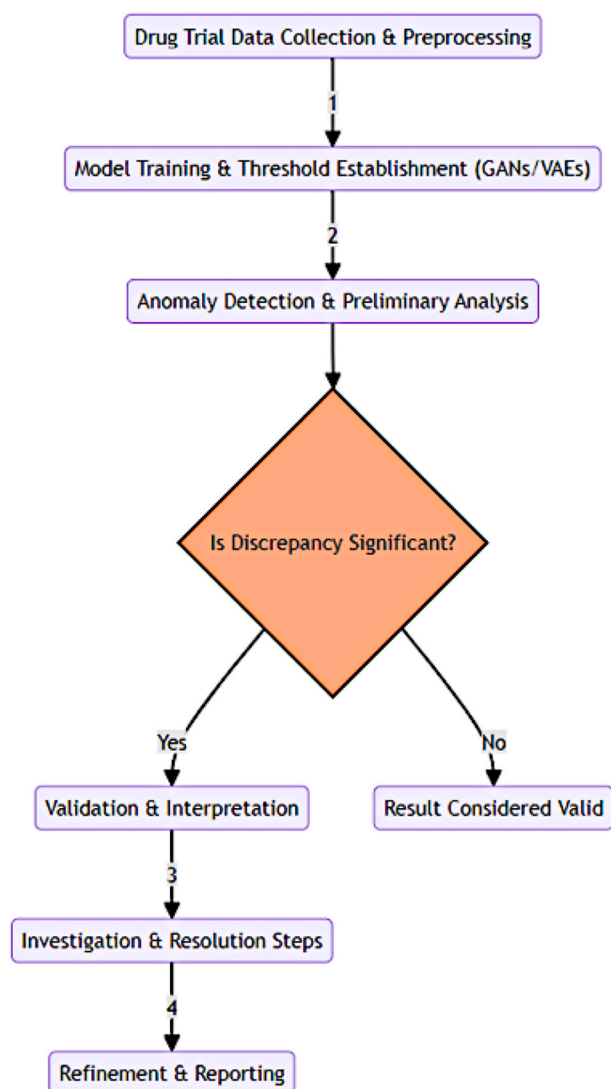 Drug Trial Data Collection & Preprocessing
1
Model Training & Threshold Establishment (GANs/VAEs)
2
Anomaly Detection & Preliminary Analysis
Is Discrepancy Significant?
Yes
No
Validation & Interpretation
Result Considered Valid
3
Investigation & Resolution Steps
4
Refinement & Reporting